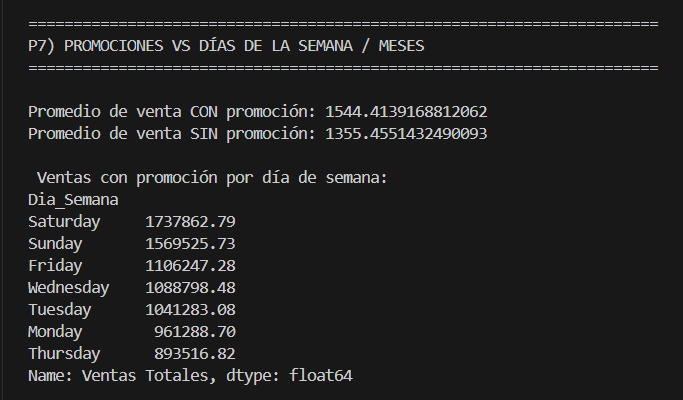 ======================================================================
P7) PROMOCIONES VS DÍAS DE LA SEMANA / MESES
======================================================================
Promedio de venta CON promoción: 1544.4139168812062
Promedio de venta SIN promoción: 1355.4551432490093
Ventas con promoción por día de semana:
Dia_Semana
Saturday     1737862.79
Sunday       1569525.73
Friday       1106247.28
Wednesday    1088798.48
Tuesday      1041283.08
Monday        961288.70
Thursday      893516.82
Name: Ventas Totales, dtype: float64